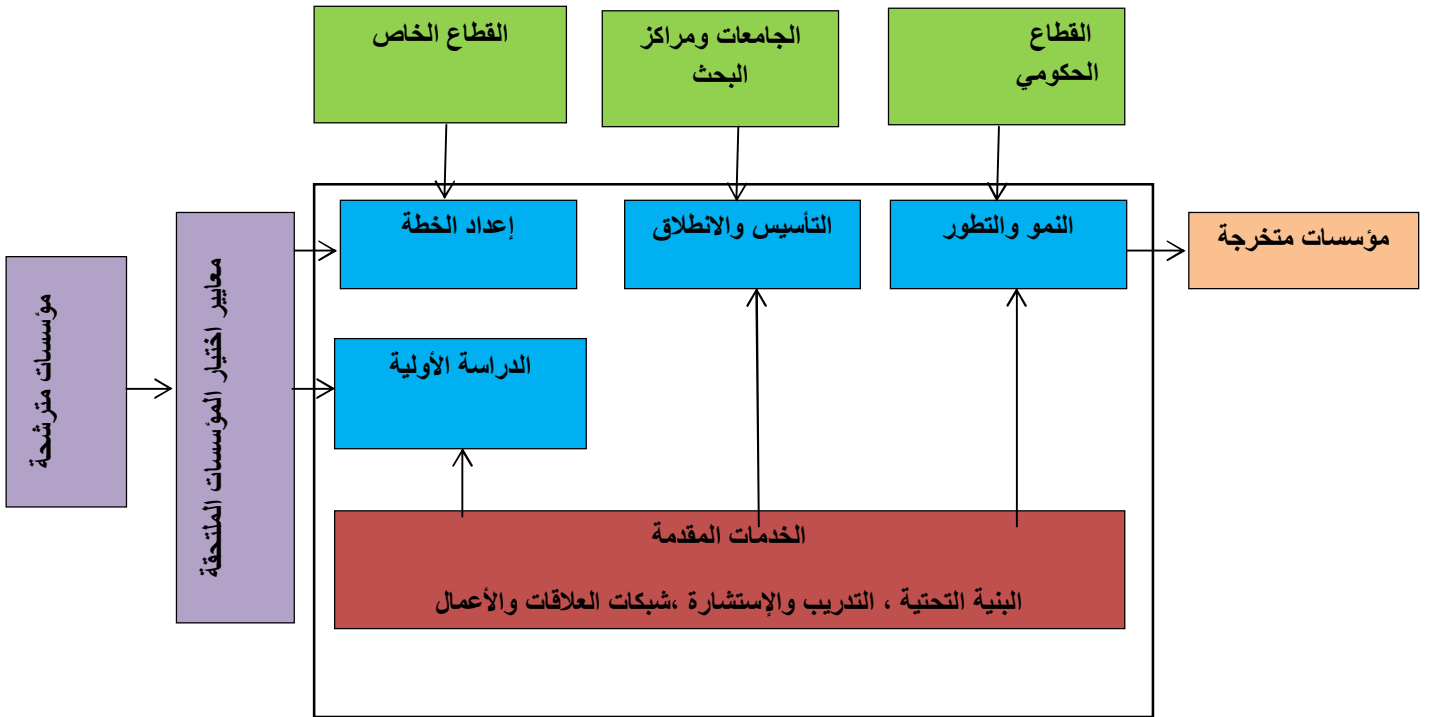 القطاع
الحكومي
الجامعات ومراكز
البحث
القطاع الخاص
مؤسسات مترشحة
معايير اختيار المؤسسات الملتحقة
إعداد الخطة
التأسيس والانطلاق
النمو والتطور
مؤسسات متخرجة
الدراسة الأولية
الخدمات المقدمة
البنية التحتية ، التدريب والإستشارة ،شبكات العلاقات والأعمال